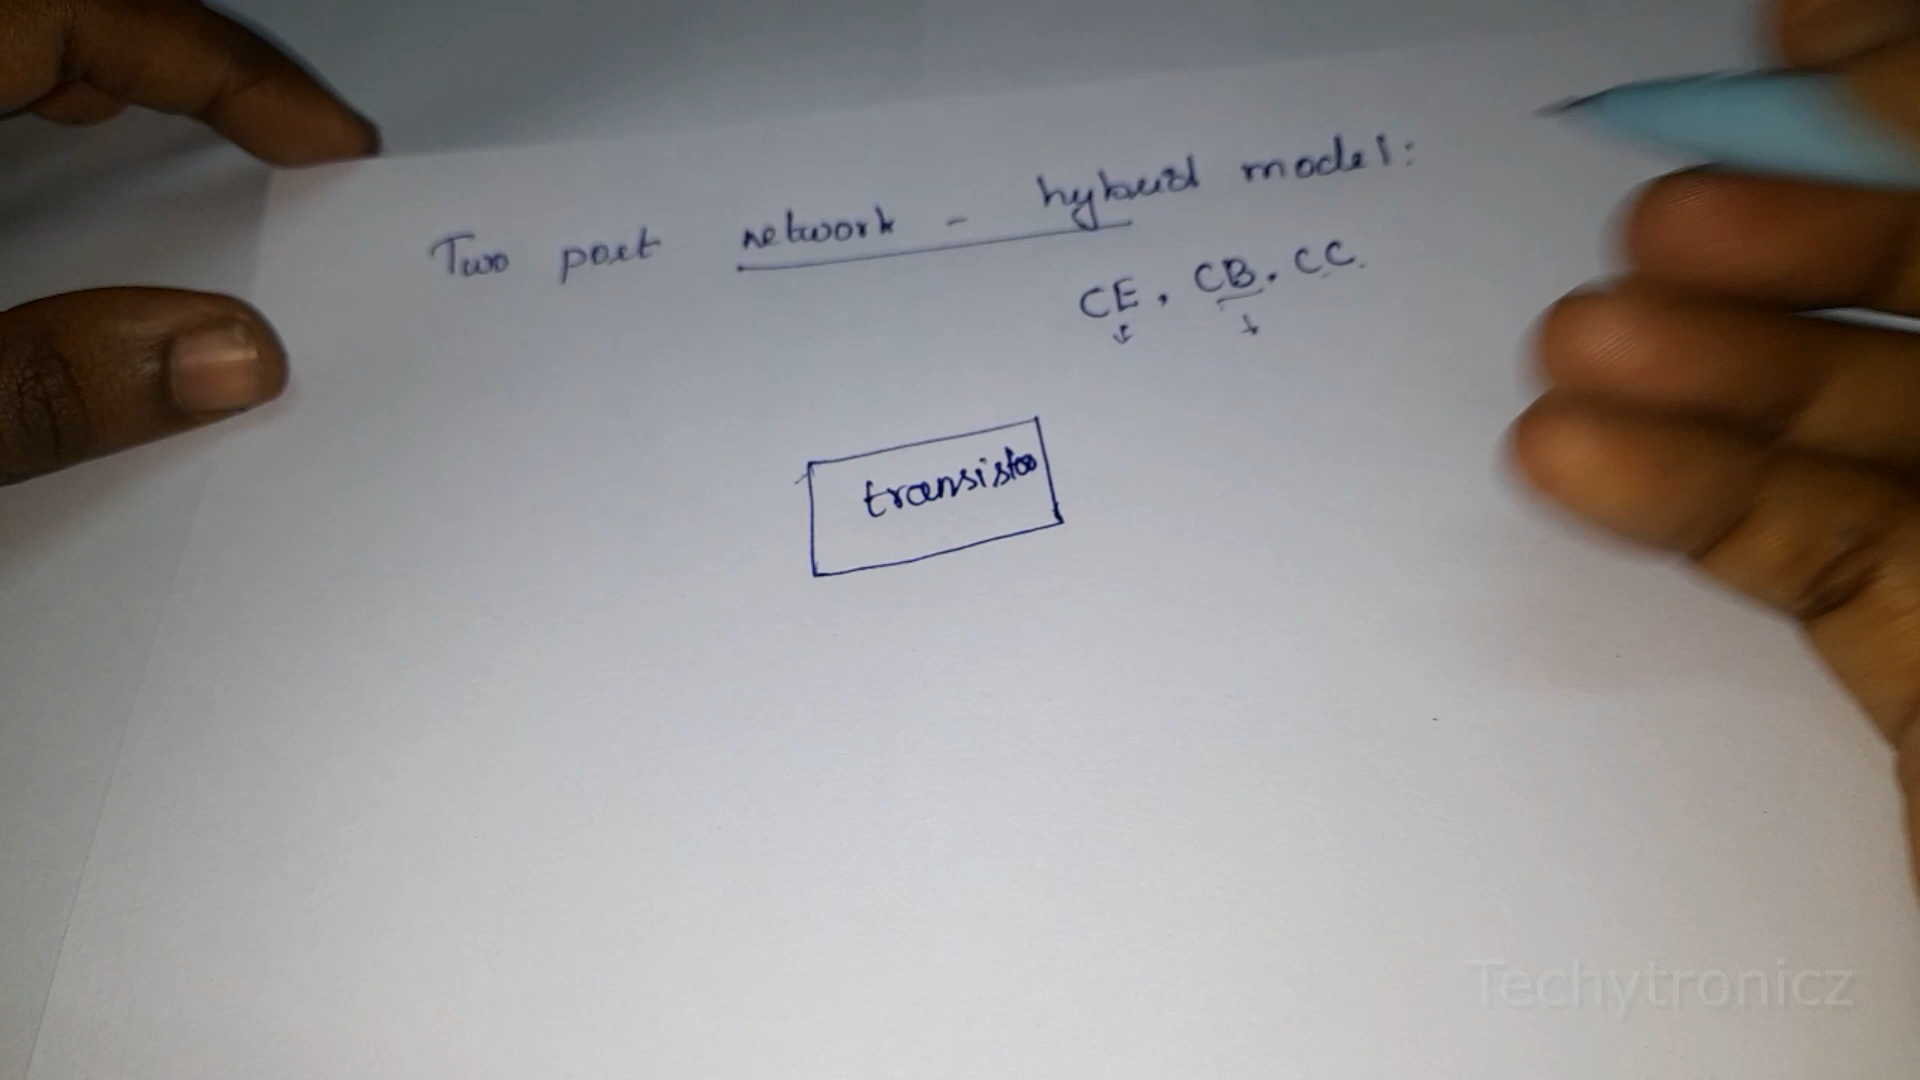 Two port network - hybrid model:
CE, CB, CC.
transistor
Techytronicz